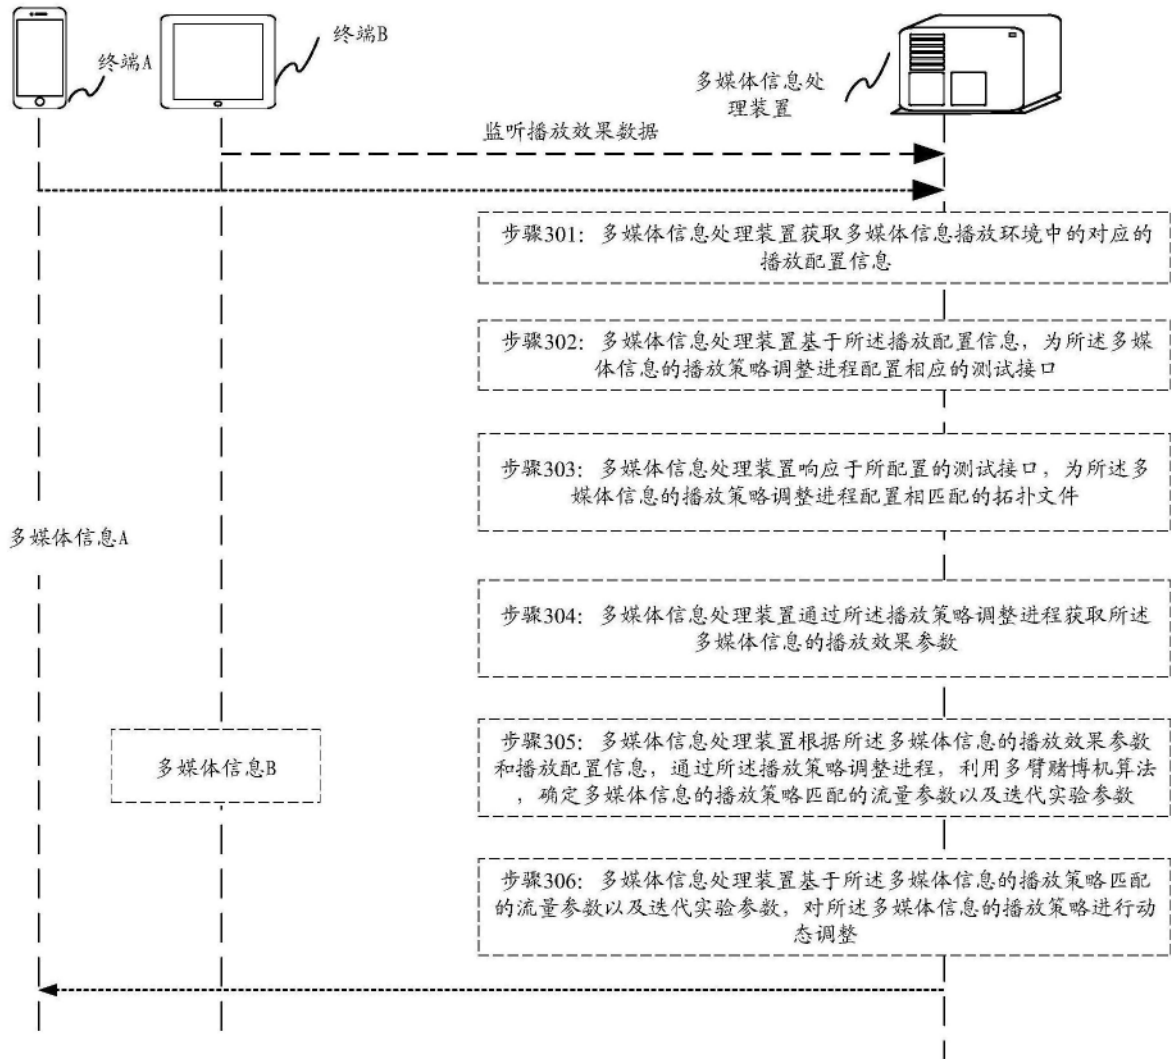 终端A
终端B
多媒体信息处
理装置
监听播放效果数据
步骤301：多媒体信息处理装置获取多媒体信息播放环境中的对应的
播放配置信息
步骤302：多媒体信息处理装置基于所述播放配置信息，为所述多媒
体信息的播放策略调整进程配置相应的测试接口
步骤303：多媒体信息处理装置响应于所配置的测试接口，为所述多
媒体信息的播放策略调整进程配置相匹配的拓扑文件
多媒体信息A
步骤304：多媒体信息处理装置通过所述播放策略调整进程获取所述
多媒体信息的播放效果参数
多媒体信息B
步骤305：多媒体信息处理装置根据所述多媒体信息的播放效果参数
和播放配置信息，通过所述播放策略调整进程，利用多臂赌博机算法
，确定多媒体信息的播放策略匹配的流量参数以及迭代实验参数
步骤306：多媒体信息处理装置基于所述多媒体信息的播放策略匹配
的流量参数以及迭代实验参数，对所述多媒体信息的播放策略进行动
态调整